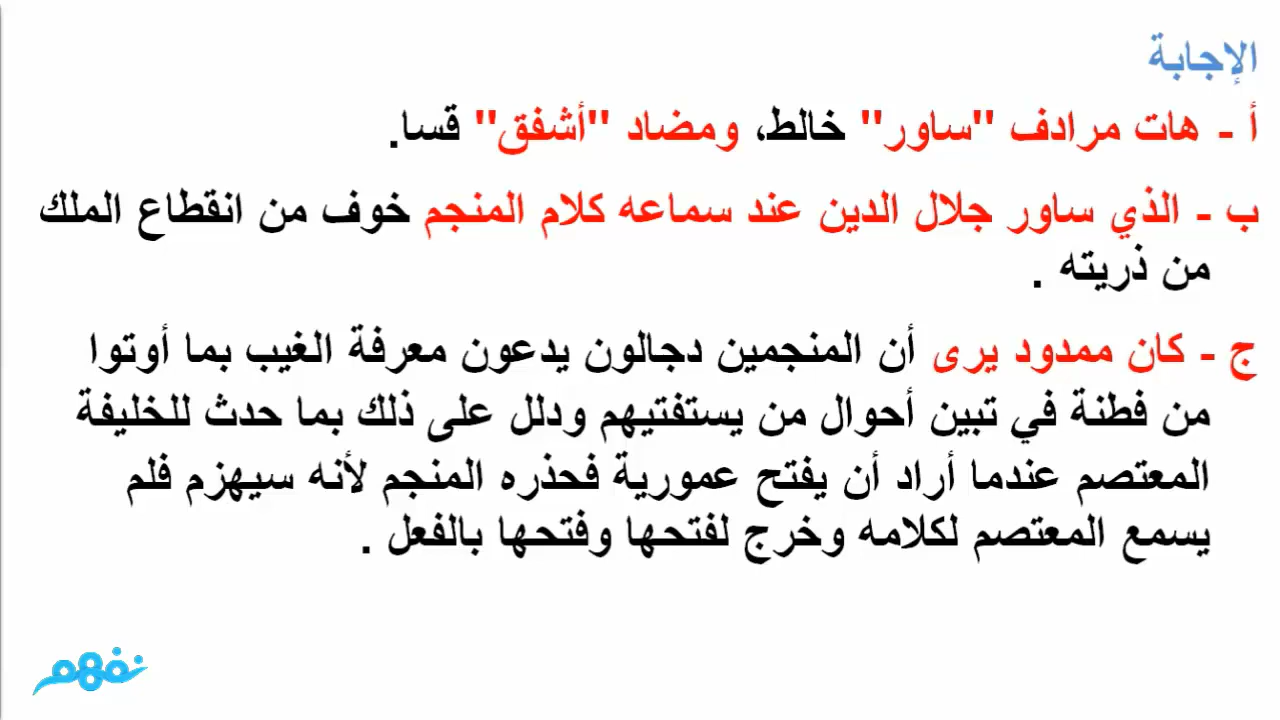 الإجابة
أ - هات مرادف "ساور" خالط، ومضاد "أشفق" قسا.
ب - الذي ساور جلال الدين عند سماعه كلام المنجم خوف من انقطاع الملك
من ذريته .
ج - كان ممدود يرى أن المنجمين دجالون يدعون معرفة الغيب بما أوتوا
من فطنة في تبين أحوال من يستفتيهم ودلل على ذلك بما حدث للخليفة
المعتصم عندما أراد أن يفتح عمورية فحذره المنجم لأنه سيهزم فلم
يسمع المعتصم لكلامه وخرج لفتحها وفتحها بالفعل .
نفهم